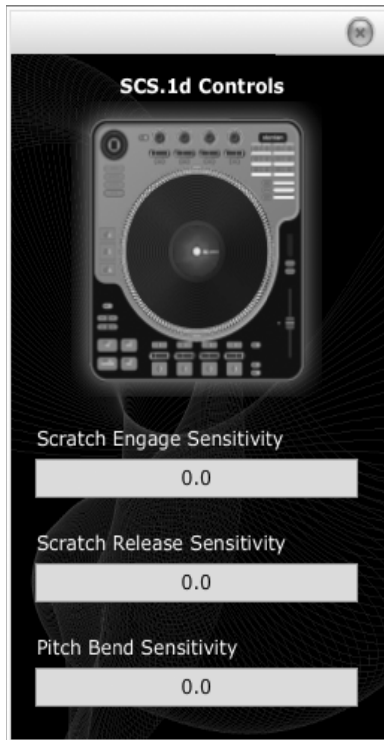 SCS.1d Controls
Scratch Engage Sensitivity
0.0
Scratch Release Sensitivity
0.0
Pitch Bend Sensitivity
0.0